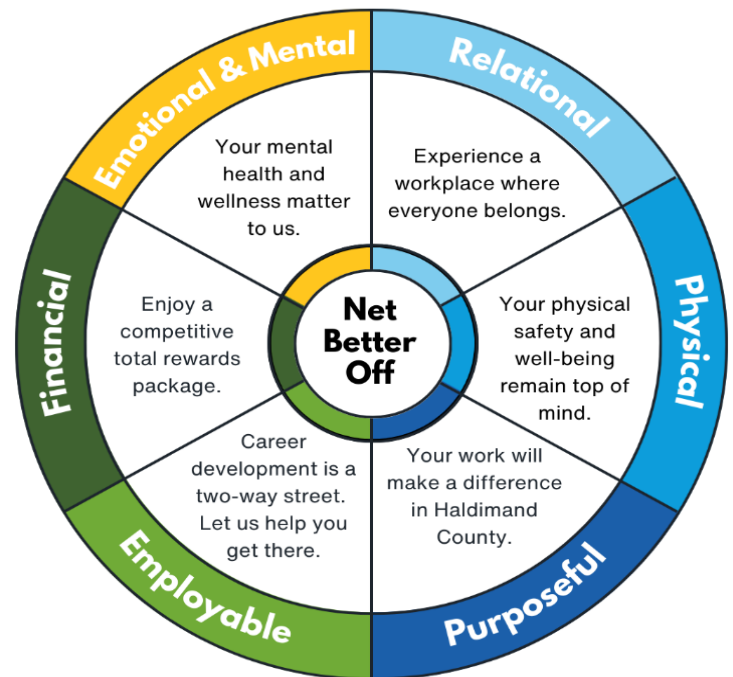 Emotional & Mental
Your mental
health and
wellness matter
to us.
Relational
Experience a
workplace where
everyone belongs.
Physical
Your physical
safety and
well-being
remain top of
mind.
Purposeful
Your work will
make a difference
in Haldimand
County.
Employable
Career
development is a
two-way street.
Let us help you
get there.
Financial
Enjoy a
competitive
total rewards
package.
Net
Better
Off